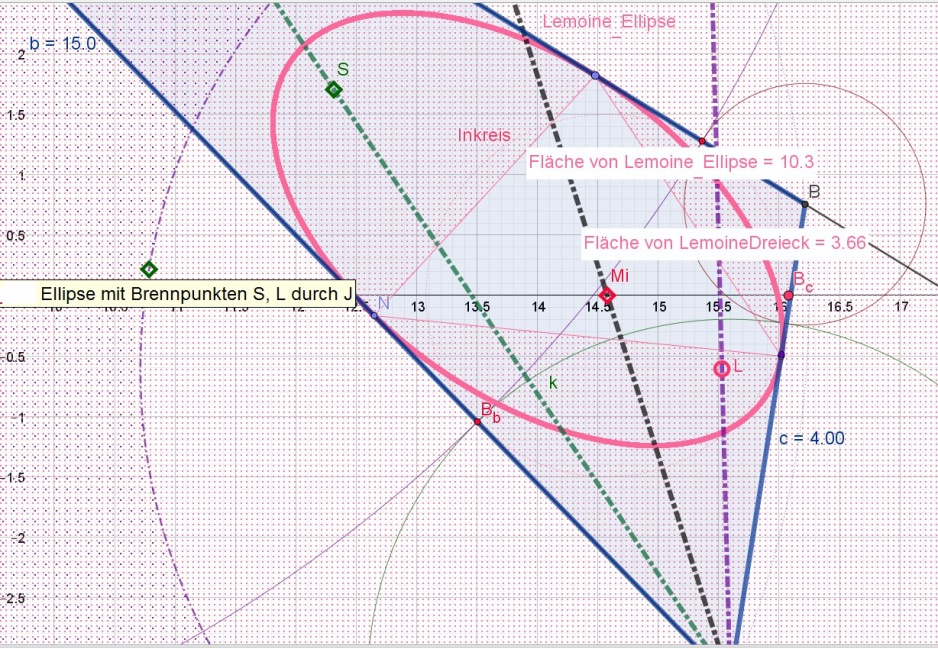 Lemoine_Ellipse
b = 15.0
2
S
1.5
Inkreis
Fläche von Lemoine_Ellipse = 10.3
1
B
0.5
Fläche von LemoineDreieck = 3.66
Mi
B_c
Ellipse mit Brennpunkten S, L durch J
N
13 13.5 14 14.5 15 15.5 16 16.5 17
-0.5
L
k
-1
B_b
c = 4.00
-1.5
-2
-2.5